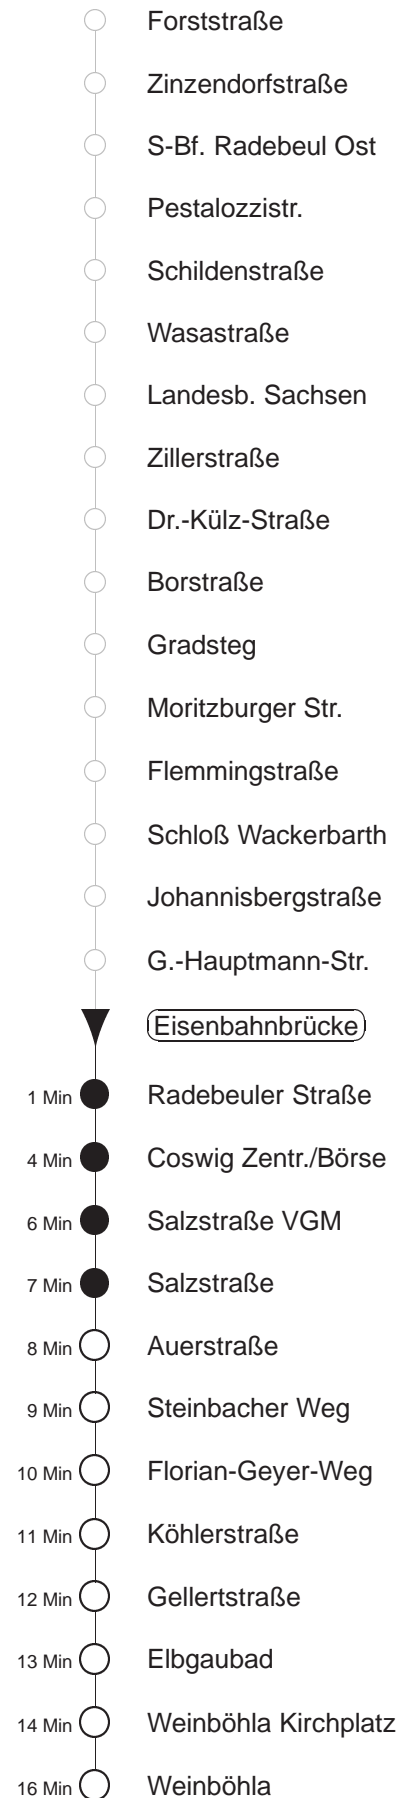 Forststraße
Zinzendorfstraße
S-Bf. Radebeul Ost
Pestalozzistr.
Schildenstraße
Wasastraße
Landesb. Sachsen
Zillerstraße
Dr.-Külz-Straße
Borstraße
Gradsteg
Moritzburger Str.
Flemmingstraße
Schloß Wackerbarth
Johannisbergstraße
G.-Hauptmann-Str.
Eisenbahnbrücke
1 Min Radebeuler Straße
4 Min Coswig Zentr./Börse
6 Min Salzstraße VGM
7 Min Salzstraße
8 Min Auerstraße
9 Min Steinbacher Weg
10 Min Florian-Geyer-Weg
11 Min Köhlerstraße
12 Min Gellertstraße
13 Min Elbgaubad
14 Min Weinböhla Kirchplatz
16 Min Weinböhla